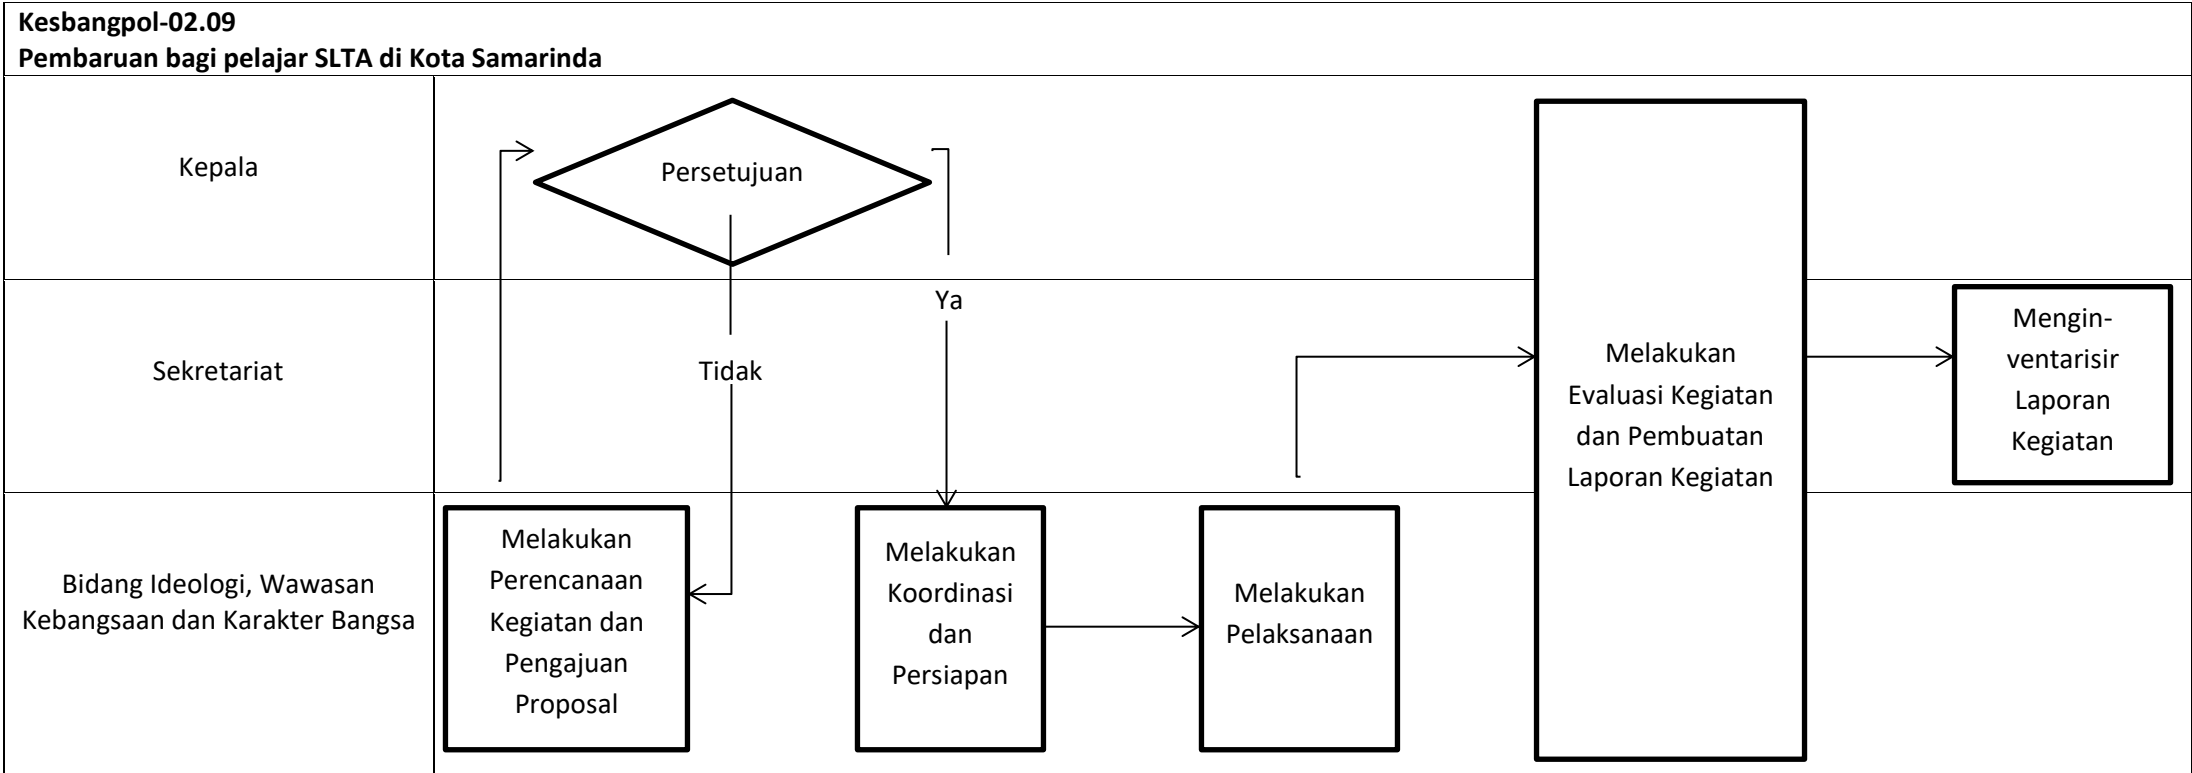 Kesbangpol-02.09
Pembaruan bagi pelajar SLTA di Kota Samarinda
Kepala
Persetujuan
Ya
Tidak
Sekretariat
Melakukan
Evaluasi Kegiatan
dan Pembuatan
Laporan Kegiatan
Mengin-
ventarisir
Laporan
Kegiatan
Bidang Ideologi, Wawasan
Kebangsaan dan Karakter Bangsa
Melakukan
Perencanaan
Kegiatan dan
Pengajuan
Proposal
Melakukan
Koordinasi
dan
Persiapan
Melakukan
Pelaksanaan